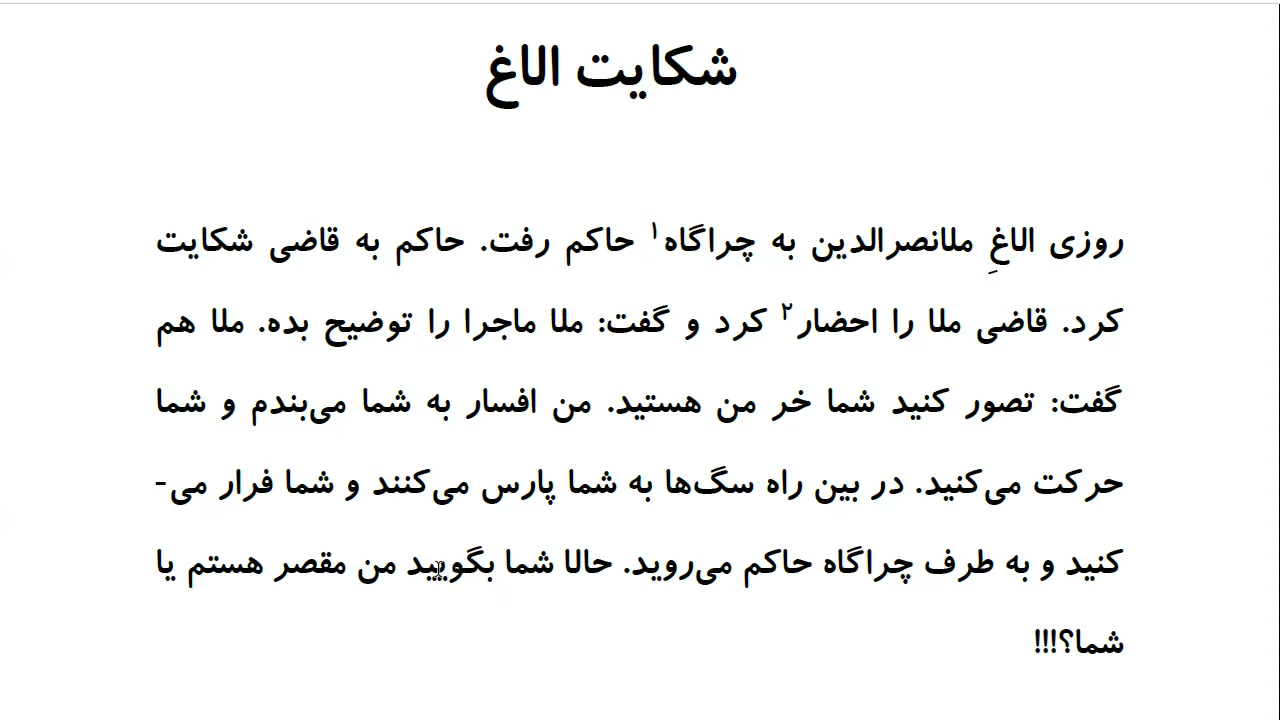 شکایت الاغ
روزی الاغِ ملانصرالدین به چراگاه۱ حاکم رفت. حاکم به قاضی شکایت
کرد. قاضی ملا را احضار۲ کرد و گفت: ملا ماجرا را توضیح بده. ملا هم
گفت: تصور کنید شما خر من هستید. من افسار به شما می‌بندم و شما
حرکت می‌کنید. در بین راه سگ‌ها به شما پارس می‌کنند و شما فرار می-
کنید و به طرف چراگاه حاکم می‌روید. حالا شما بگویید من مقصر هستم یا
شما؟!!!